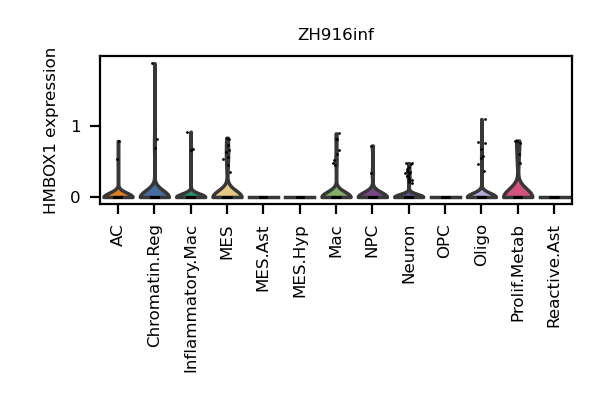 ZH916inf
HMBOX1 expression
1
0
AC
Chromatin.Reg
Inflammatory.Mac
MES
MES.Ast
MES.Hyp
Mac
NPC
Neuron
OPC
Oligo
Prolif.Metab
Reactive.Ast